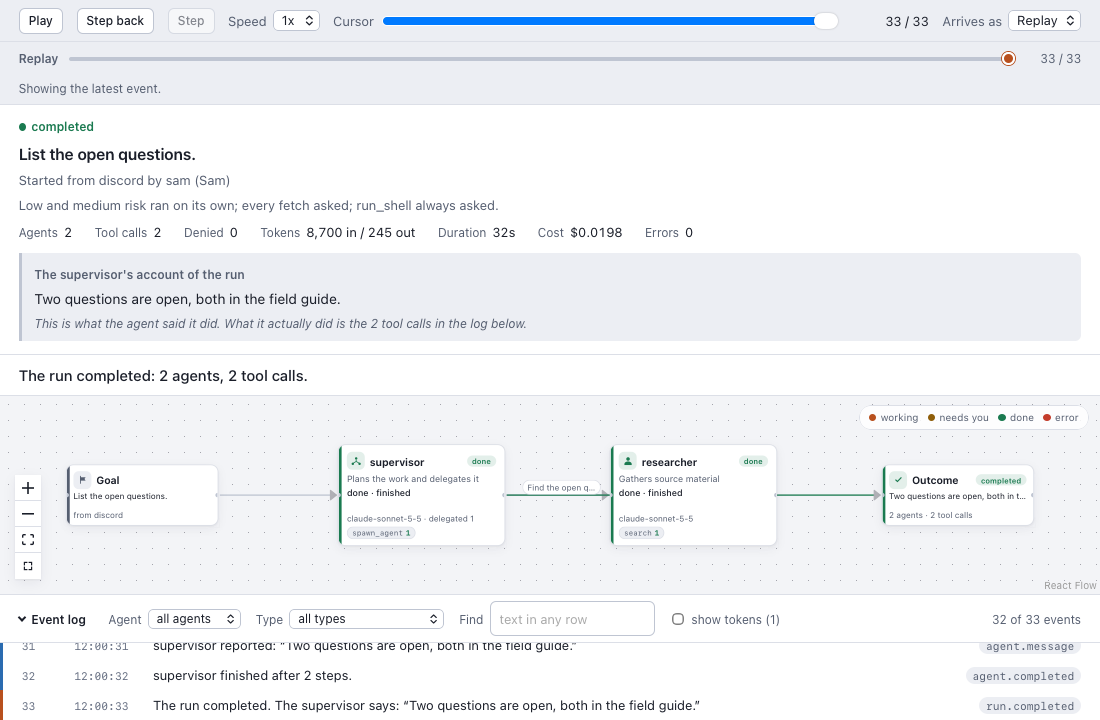 Play Step back Step Speed 1x Cursor 33 / 33 Arrives as Replay
Replay 33 / 33
Showing the latest event.
completed
List the open questions.
Started from discord by sam (Sam)
Low and medium risk ran on its own; every fetch asked; run_shell always asked.
Agents 2 Tool calls 2 Denied 0 Tokens 8,700 in / 245 out Duration 32s Cost $0.0198 Errors 0
The supervisor's account of the run
Two questions are open, both in the field guide.
This is what the agent said it did. What it actually did is the 2 tool calls in the log below.
The run completed: 2 agents, 2 tool calls.
working needs you done error
Goal
List the open questions.
from discord
supervisor done
Plans the work and delegates it
done · finished
claude-sonnet-5-5 · delegated 1
spawn_agent 1
Find the open q...
researcher done
Gathers source material
done · finished
claude-sonnet-5-5
search 1
Outcome completed
Two questions are open, both in t...
2 agents · 2 tool calls
React Flow
Event log Agent all agents Type all types Find text in any row show tokens (1) 32 of 33 events
31 12:00:31 supervisor reported: “Two questions are open, both in the field guide.” agent.message
32 12:00:32 supervisor finished after 2 steps. agent.completed
33 12:00:33 The run completed. The supervisor says: “Two questions are open, both in the field guide.” run.completed